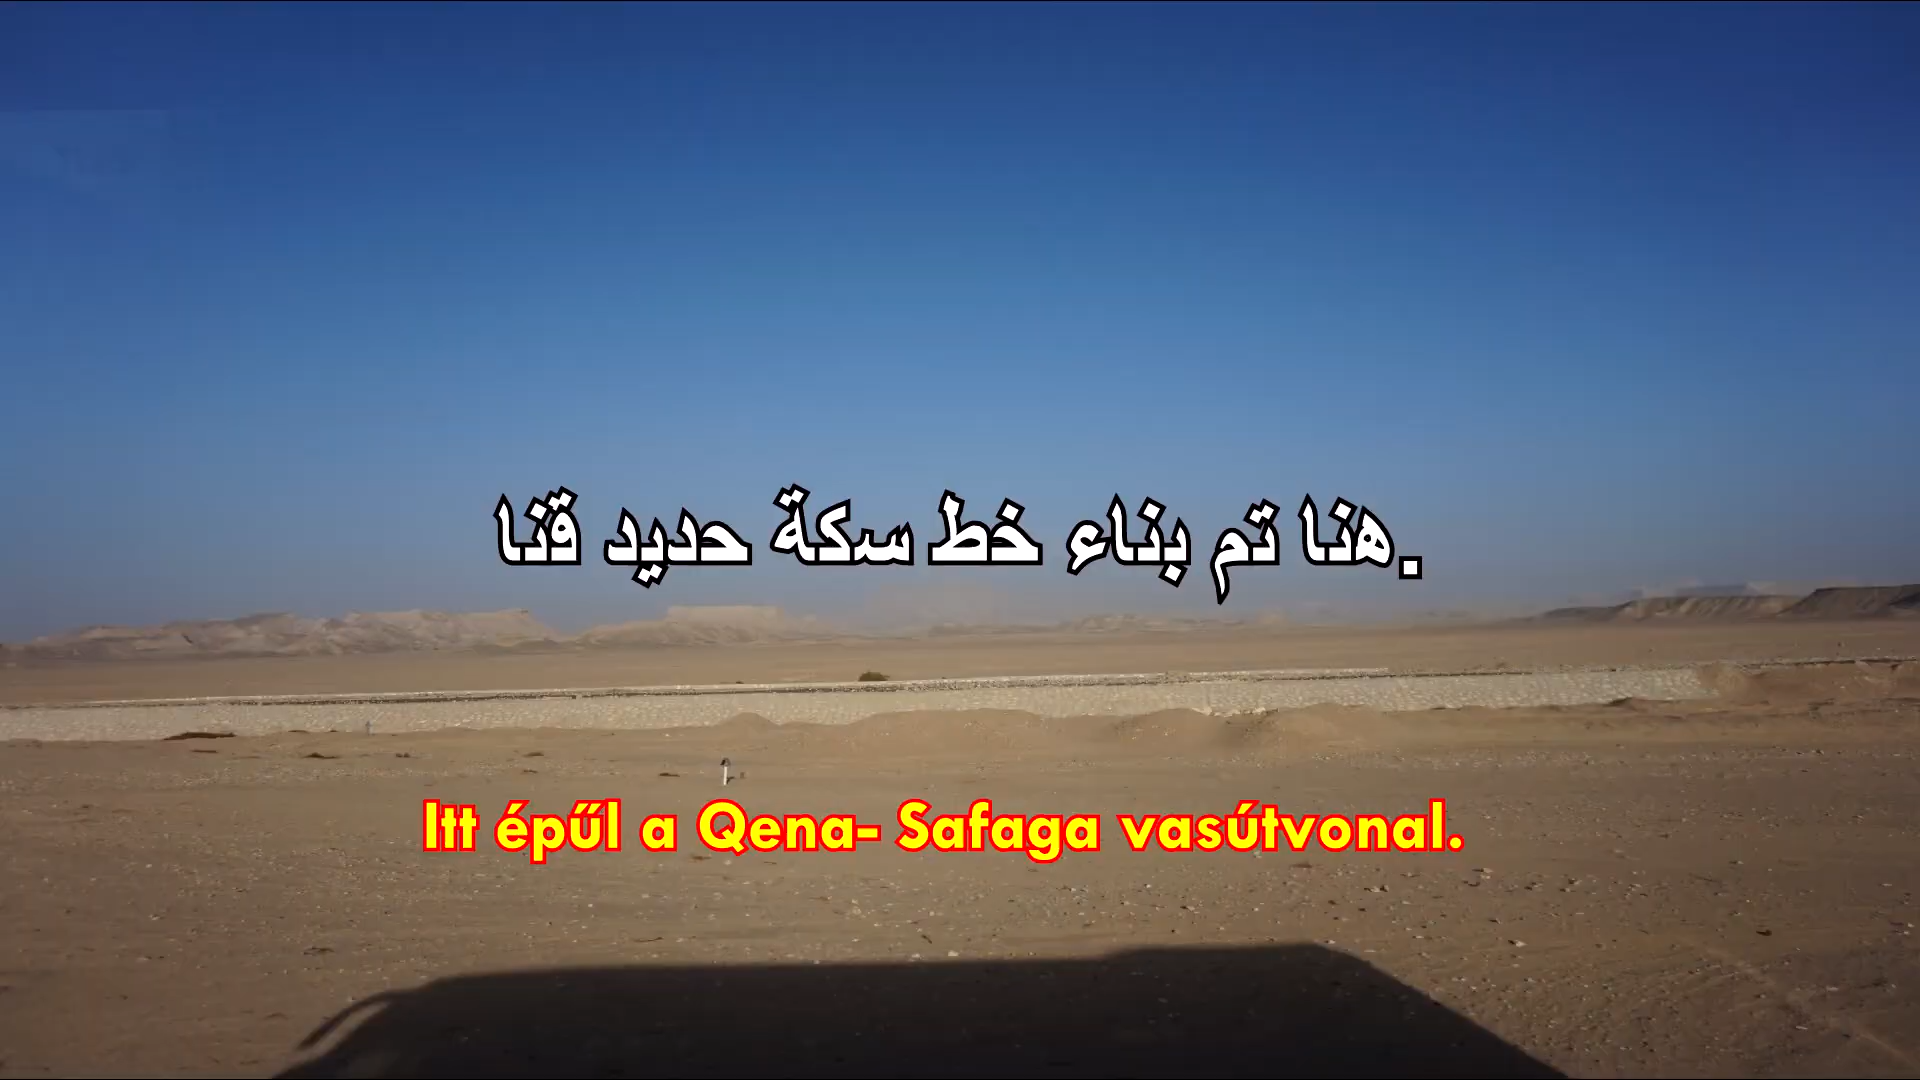 هنا تم بناء خط سكة حديد قنا.
Itt épűl a Qena- Safaga vasútvonal.